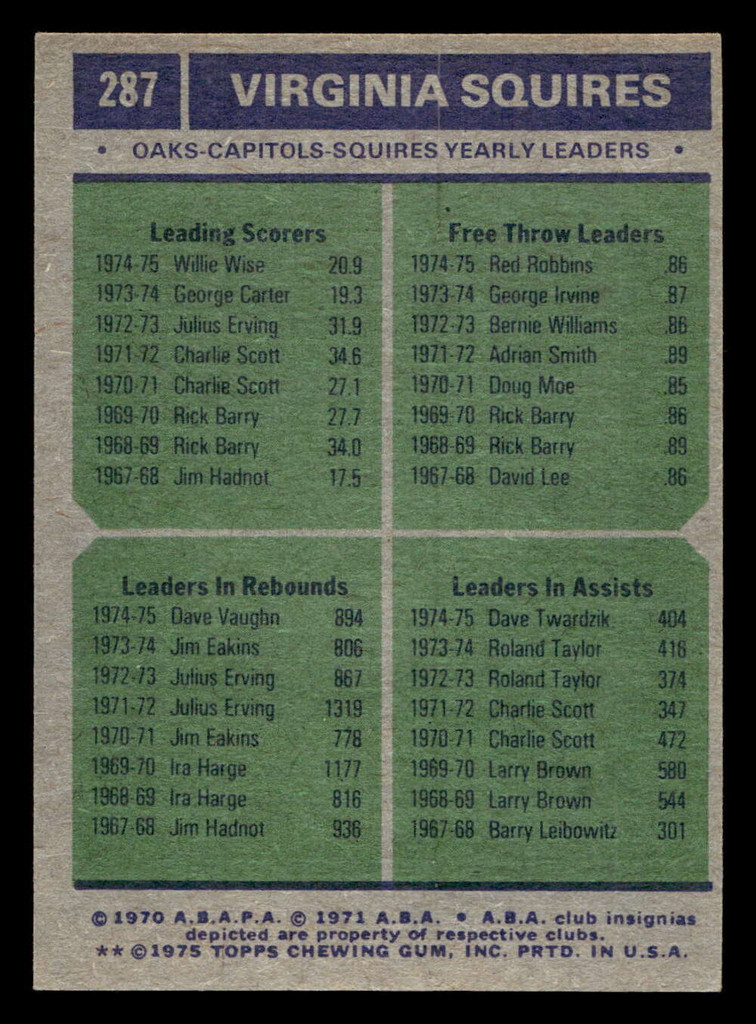 287 VIRGINIA SQUIRES
• OAKS-CAPITOLS-SQUIRES YEARLY LEADERS •
Leading Scorers
1974-75 Willie Wise 20.9
1973-74 George Carter 19.3
1972-73 Julius Erving 31.9
1971-72 Charlie Scott 34.6
1970-71 Charlie Scott 27.1
1969-70 Rick Barry 27.7
1968-69 Rick Barry 34.0
1967-68 Jim Hadnot 17.5
Free Throw Leaders
1974-75 Red Robbins .86
1973-74 George Irvine .87
1972-73 Bernie Williams .86
1971-72 Adrian Smith .89
1970-71 Doug Moe .85
1969-70 Rick Barry .86
1968-69 Rick Barry .89
1967-68 David Lee .86
Leaders In Rebounds
1974-75 Dave Vaughn 894
1973-74 Jim Eakins 806
1972-73 Julius Erving 867
1971-72 Julius Erving 1319
1970-71 Jim Eakins 778
1969-70 Ira Harge 1177
1968-69 Ira Harge 816
1967-68 Jim Hadnot 936
Leaders In Assists
1974-75 Dave Twardzik 404
1973-74 Roland Taylor 416
1972-73 Roland Taylor 374
1971-72 Charlie Scott 347
1970-71 Charlie Scott 472
1969-70 Larry Brown 580
1968-69 Larry Brown 544
1967-68 Barry Leibowitz 301
© 1970 A.B.A.P.A. © 1971 A.B.A. • A.B.A. club insignias
depicted are property of respective clubs.
** ©1975 TOPPS CHEWING GUM, INC. PRTD. IN U.S.A.